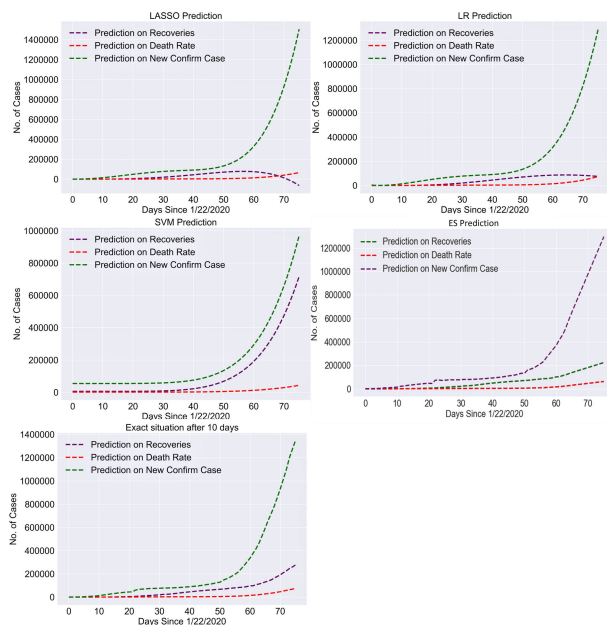 LASSO Prediction
Prediction on Recoveries
Prediction on Death Rate
Prediction on New Confirm Case
No. of Cases
1400000
1200000
1000000
800000
600000
400000
200000
0
0 10 20 30 40 50 60 70
Days Since 1/22/2020
LR Prediction
Prediction on Recoveries
Prediction on Death Rate
Prediction on New Confirm Case
No. of Cases
1200000
1000000
800000
600000
400000
200000
0
0 10 20 30 40 50 60 70
Days Since 1/22/2020
SVM Prediction
Prediction on Recoveries
Prediction on Death Rate
Prediction on New Confirm Case
No. of Cases
1000000
800000
600000
400000
200000
0
0 10 20 30 40 50 60 70
Days Since 1/22/2020
ES Prediction
Prediction on Recoveries
Prediction on Death Rate
Prediction on New Confirm Case
No. of Cases
1200000
1000000
800000
600000
400000
200000
0
0 10 20 30 40 50 60 70
Days Since 1/22/2020
Exact situation after 10 days
Prediction on Recoveries
Prediction on Death Rate
Prediction on New Confirm Case
No. of Cases
1400000
1200000
1000000
800000
600000
400000
200000
0
0 10 20 30 40 50 60 70
Days Since 1/22/2020